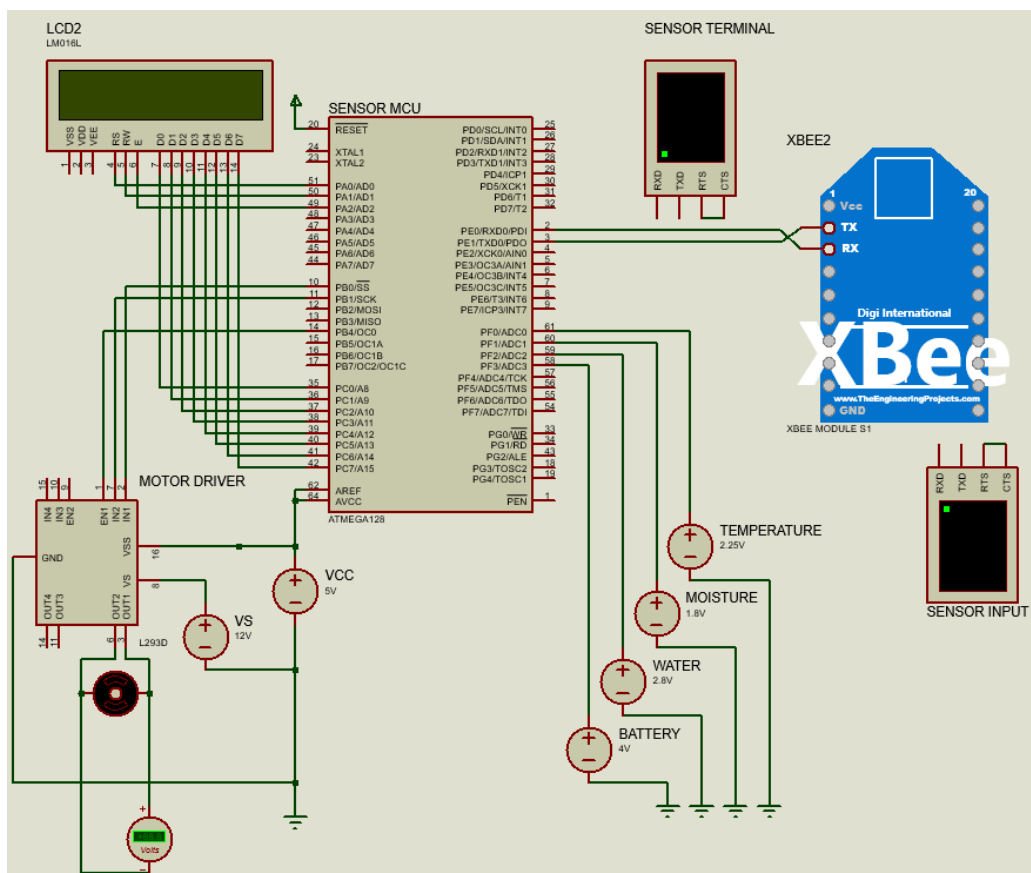 LCD2
LM016L
VSS
VDD
VEE
RS
RW
E
D0
D1
D2
D3
D4
D5
D6
D7
1
2
3
4
5
6
7
8
9
10
11
12
13
14
SENSOR MCU
20 RESET
24 XTAL1
23 XTAL2
51 PA0/AD0
50 PA1/AD1
49 PA2/AD2
48 PA3/AD3
47 PA4/AD4
46 PA5/AD5
45 PA6/AD6
44 PA7/AD7
10 PB0/SS
11 PB1/SCK
12 PB2/MOSI
13 PB3/MISO
14 PB4/OC0
15 PB5/OC1A
16 PB6/OC1B
17 PB7/OC2/OC1C
35 PC0/A8
36 PC1/A9
37 PC2/A10
38 PC3/A11
39 PC4/A12
40 PC5/A13
41 PC6/A14
42 PC7/A15
62 AREF
64 AVCC
PD0/SCL/INT0 25
PD1/SDA/INT1 26
PD2/RXD1/INT2 27
PD3/TXD1/INT3 28
PD4/ICP1 29
PD5/XCK1 30
PD6/T1 31
PD7/T2 32
PE0/RXD0/PDI 2
PE1/TXD0/PDO 3
PE2/XCK0/AIN0 4
PE3/OC3A/AIN1 5
PE4/OC3B/INT4 6
PE5/OC3C/INT5 7
PE6/T3/INT6 8
PE7/ICP3/INT7 9
PF0/ADC0 61
PF1/ADC1 60
PF2/ADC2 59
PF3/ADC3 58
PF4/ADC4/TCK 57
PF5/ADC5/TMS 56
PF6/ADC6/TDO 55
PF7/ADC7/TDI 54
PG0/WR 33
PG1/RD 34
PG2/ALE 43
PG3/TOSC2 18
PG4/TOSC1 19
PEN 1
ATMEGA128
SENSOR TERMINAL
RXD
TXD
RTS
CTS
XBEE2
1
20
Vcc
TX
RX
Digi International
XBee
www.TheEngineeringProjects.com
GND
XBEE MODULE S1
RXD
TXD
RTS
CTS
SENSOR INPUT
MOTOR DRIVER
15
10
9
1
7
2
IN4
IN3
EN2
EN1
IN2
IN1
GND
VSS 16
VS 8
OUT4
OUT3
OUT2
OUT1
14
11
6
3
L293D
VCC
5V
VS
12V
TEMPERATURE
2.25V
MOISTURE
1.8V
WATER
2.8V
BATTERY
4V
Volts